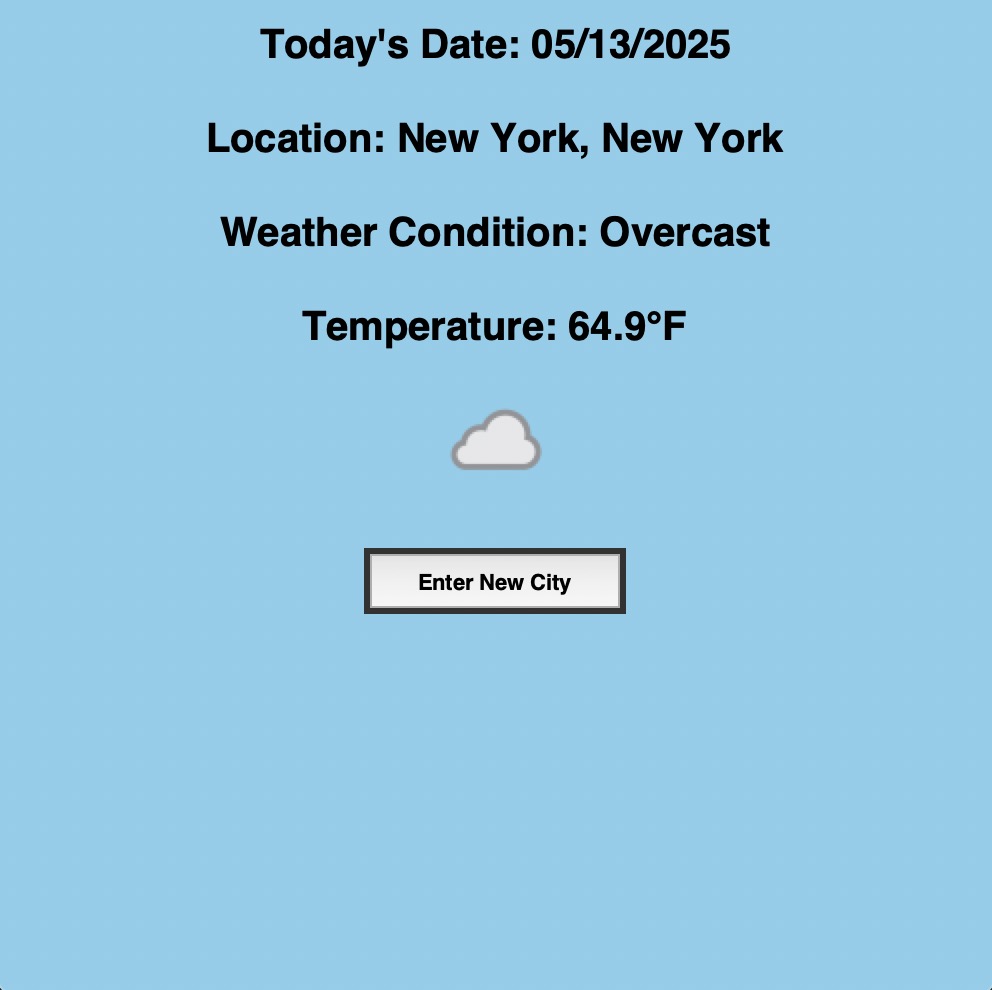 Today's Date: 05/13/2025
Location: New York, New York
Weather Condition: Overcast
Temperature: 64.9°F
Enter New City